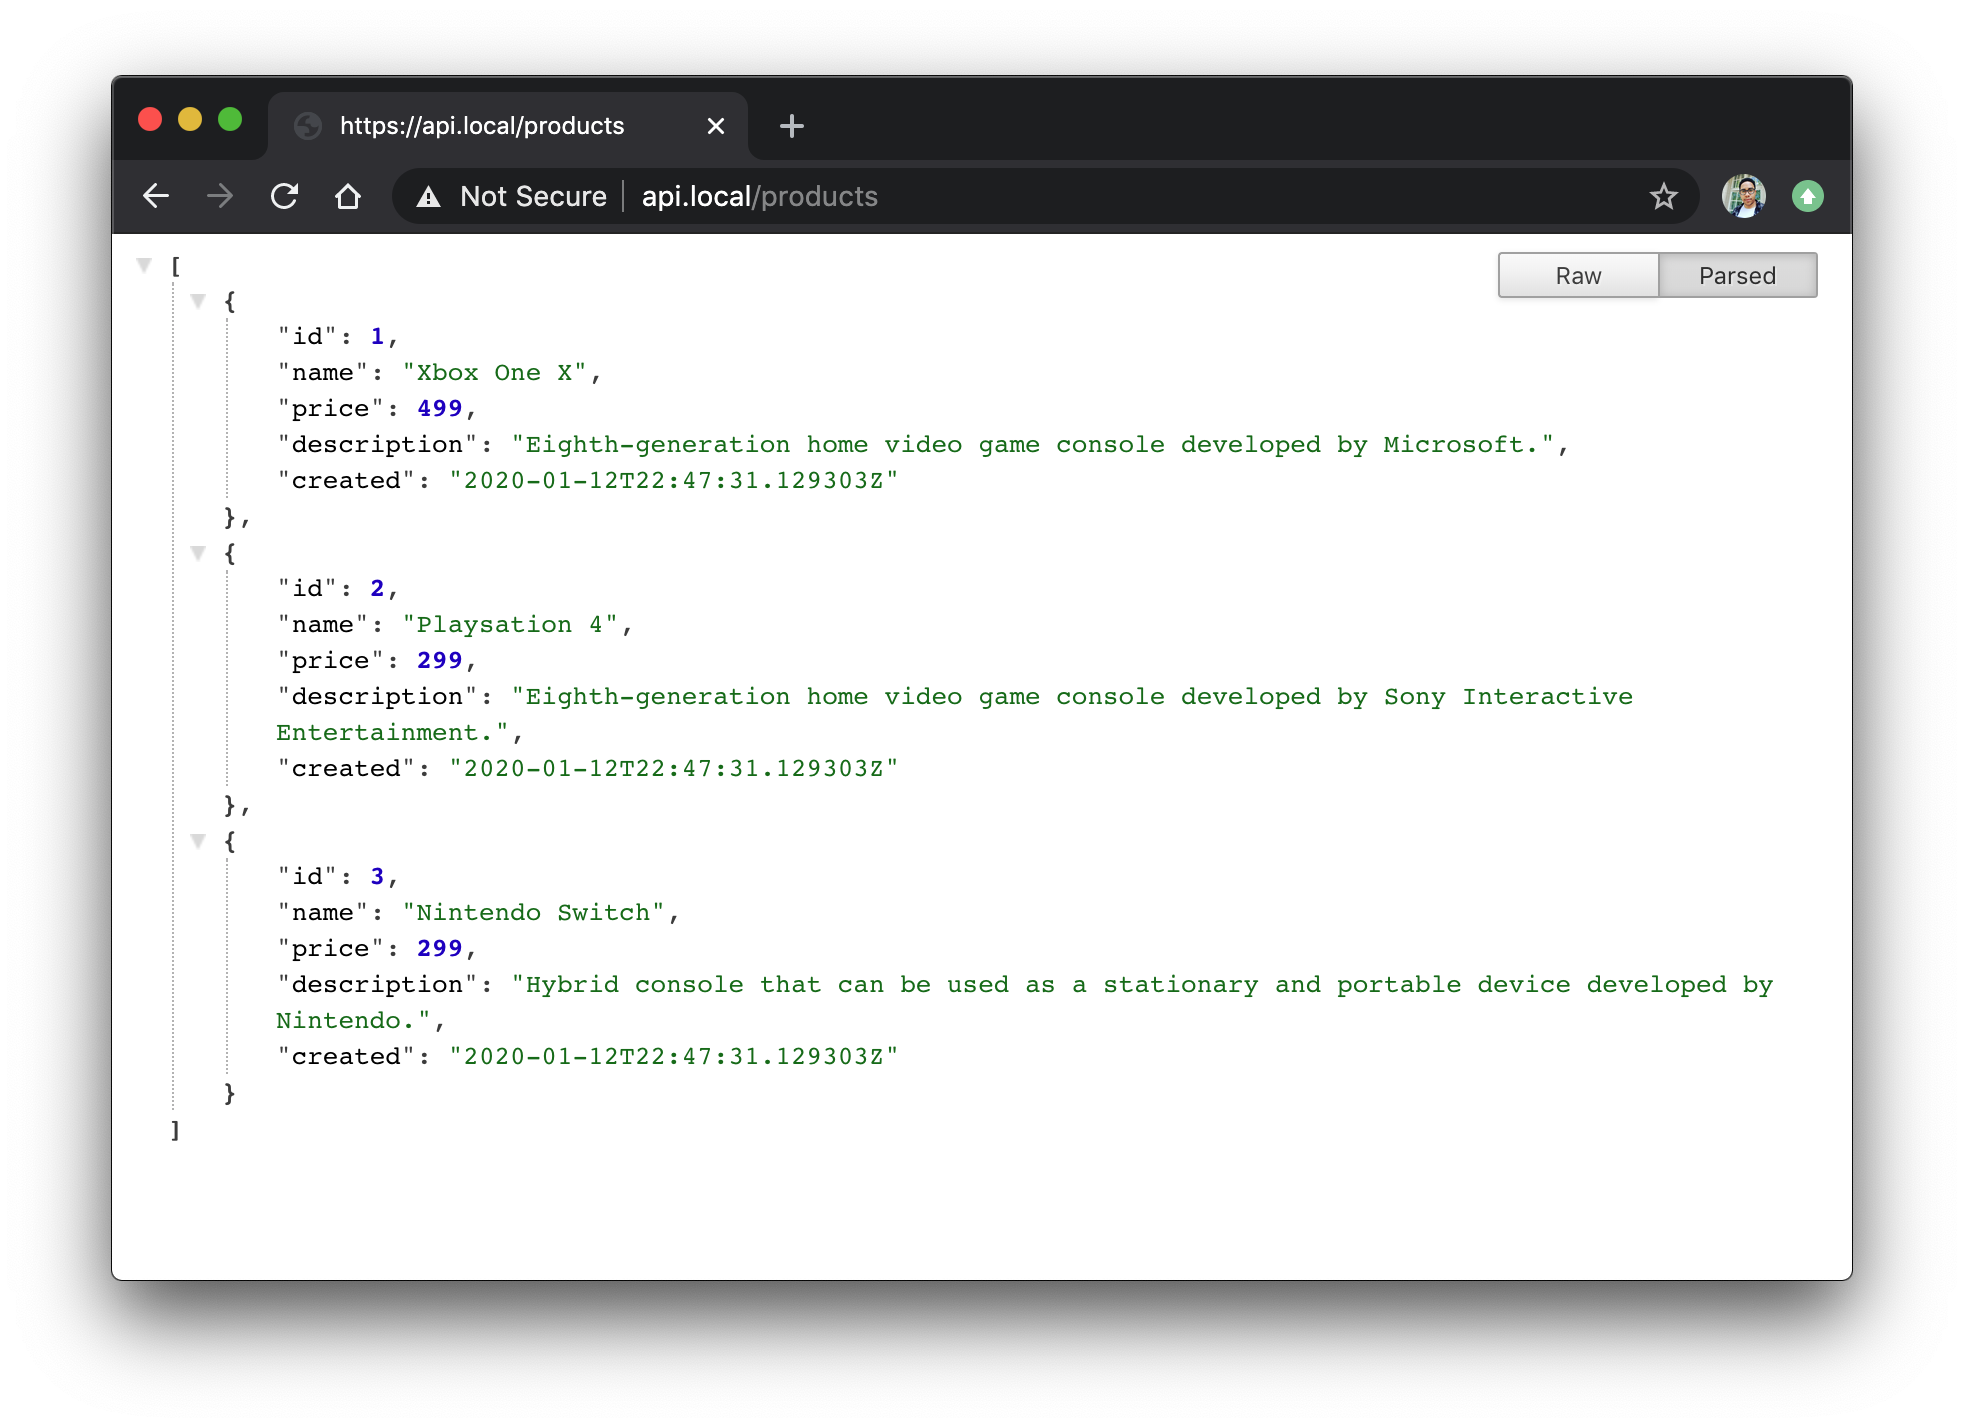 https://api.local/products
Not Secure | api.local/products
Raw Parsed
[
{
"id": 1,
"name": "Xbox One X",
"price": 499,
"description": "Eighth-generation home video game console developed by Microsoft.",
"created": "2020-01-12T22:47:31.129303Z"
},
{
"id": 2,
"name": "Playsation 4",
"price": 299,
"description": "Eighth-generation home video game console developed by Sony Interactive
Entertainment.",
"created": "2020-01-12T22:47:31.129303Z"
},
{
"id": 3,
"name": "Nintendo Switch",
"price": 299,
"description": "Hybrid console that can be used as a stationary and portable device developed by
Nintendo.",
"created": "2020-01-12T22:47:31.129303Z"
}
]